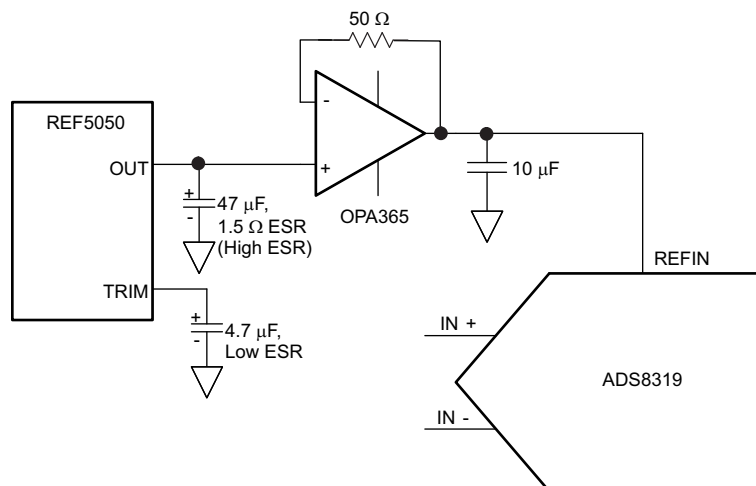 50 Ω
REF5050
OUT
-
+
+
-
47 μF,
1.5 Ω ESR
(High ESR)
OPA365
10 μF
REFIN
TRIM
+
-
4.7 μF,
Low ESR
IN +
ADS8319
IN -